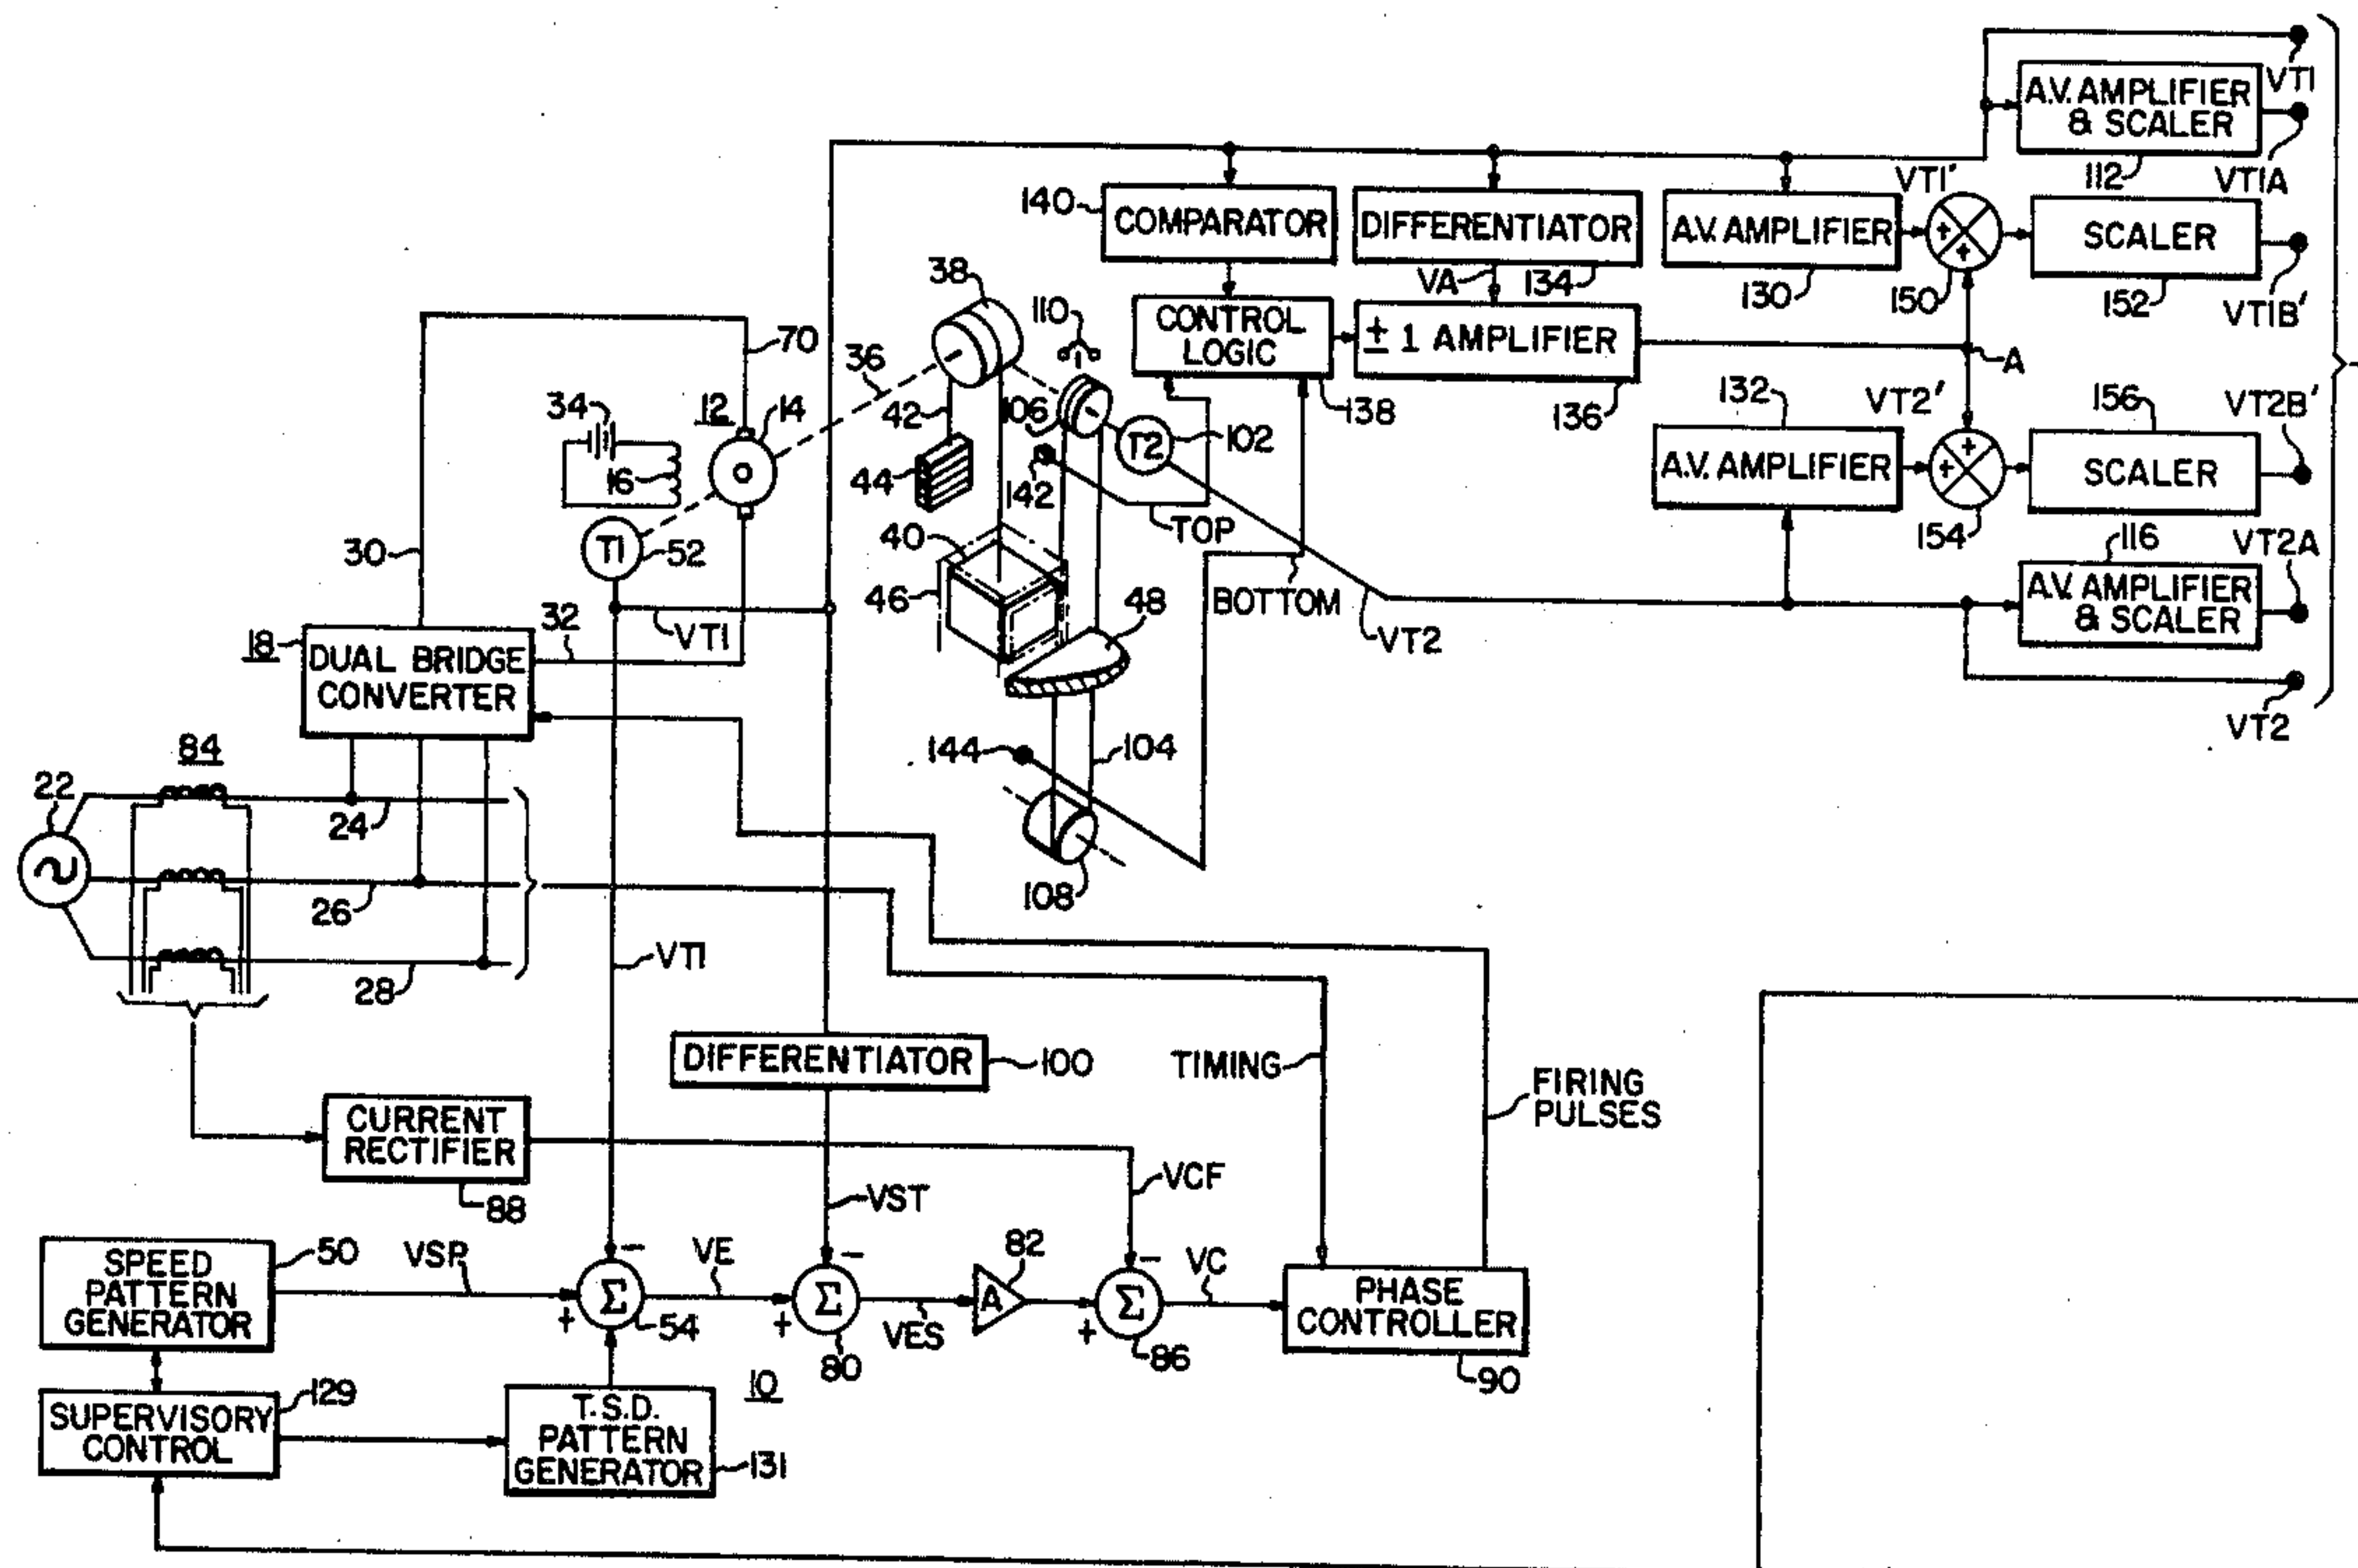 VT1
A.V. AMPLIFIER
& SCALER
112
VT1A
140
COMPARATOR
DIFFERENTIATOR
VA
134
A.V. AMPLIFIER
130
VT1'
150
SCALER
152
VT1B'
38
110
CONTROL
LOGIC
138
± 1 AMPLIFIER
136
A
70
36
34
12
14
16
42
44
106
142
T2
102
TOP
132
A.V. AMPLIFIER
VT2'
154
156
SCALER
VT2B'
116
A.V. AMPLIFIER
& SCALER
VT2A
VT2
30
T1
52
40
46
48
BOTTOM
VT2
18
DUAL BRIDGE
CONVERTER
32
VT1
84
22
24
26
28
144
104
108
VT1
DIFFERENTIATOR
100
TIMING
FIRING
PULSES
CURRENT
RECTIFIER
88
VST
VCF
SPEED
PATTERN
GENERATOR
50
VSP
-
+
Σ
54
VE
-
+
Σ
80
VES
82
A
-
+
Σ
86
VC
PHASE
CONTROLLER
90
129
SUPERVISORY
CONTROL
T.S.D.
PATTERN
GENERATOR
131
10